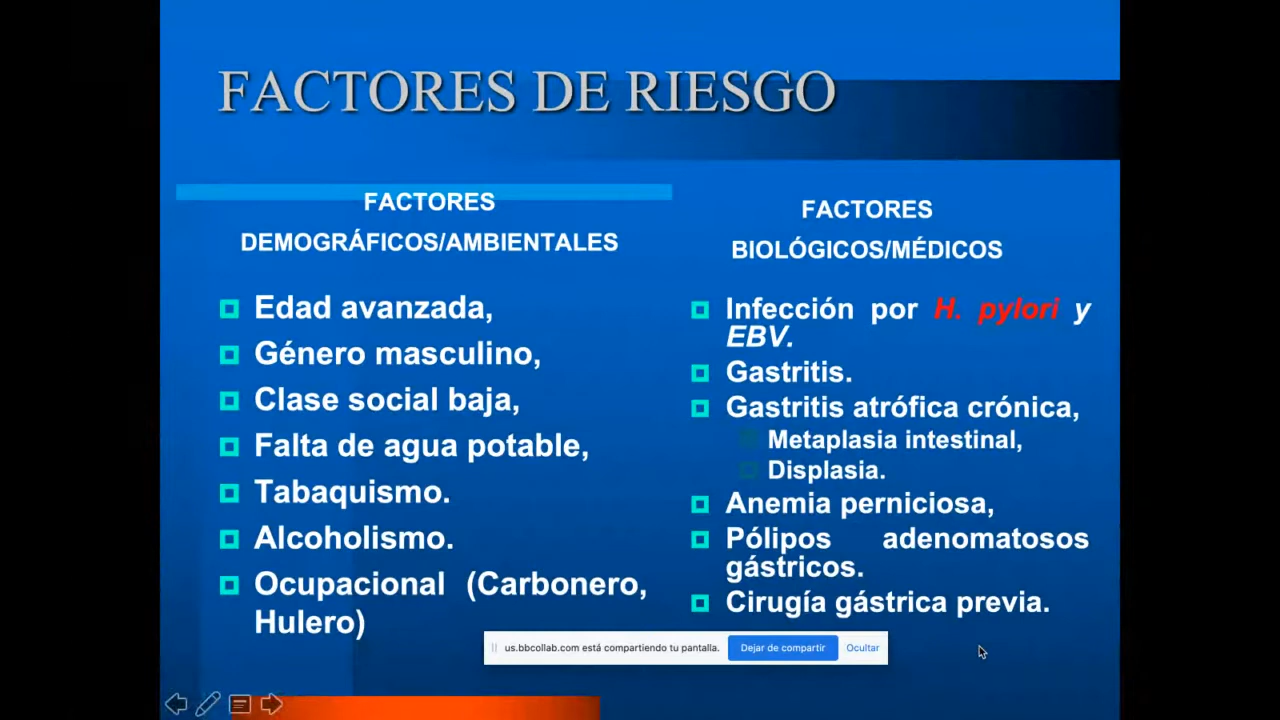 FACTORES DE RIESGO
FACTORES
DEMOGRÁFICOS/AMBIENTALES
Edad avanzada,
Género masculino,
Clase social baja,
Falta de agua potable,
Tabaquismo.
Alcoholismo.
Ocupacional (Carbonero,
Hulero)
FACTORES
BIOLÓGICOS/MÉDICOS
Infección por H. pylori y
EBV.
Gastritis.
Gastritis atrófica crónica,
Metaplasia intestinal,
Displasia.
Anemia perniciosa,
Pólipos adenomatosos
gástricos.
Cirugía gástrica previa.
us.bbcollab.com está compartiendo tu pantalla. Dejar de compartir Ocultar